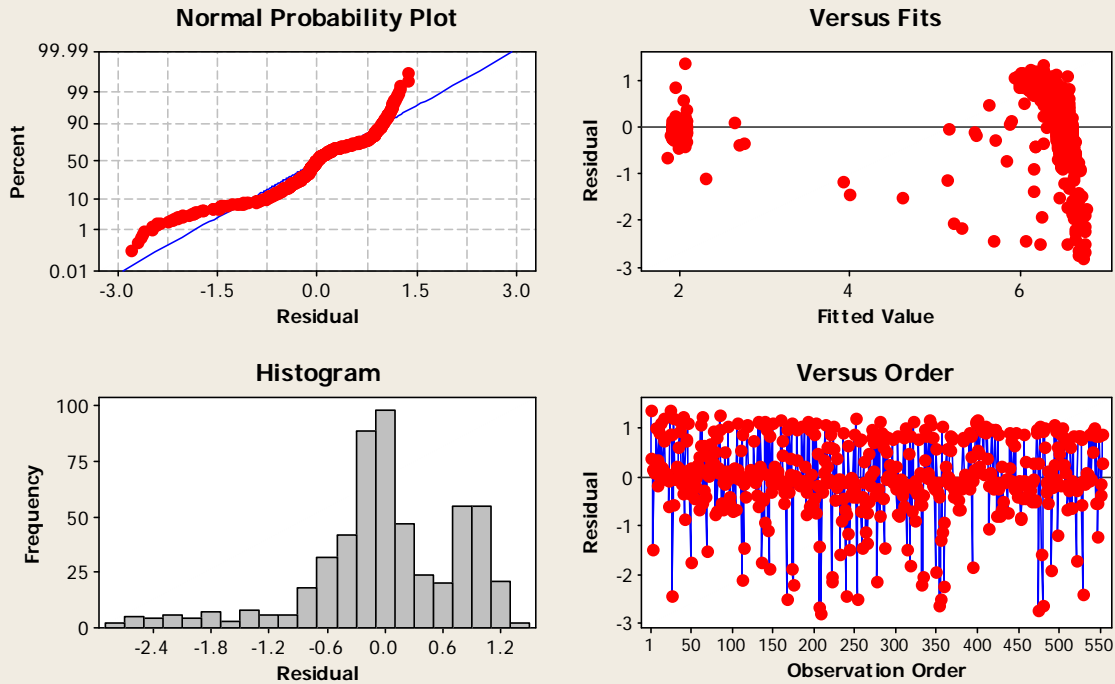 Normal Probability Plot
99.99
99
90
50
10
1
0.01
Percent
-3.0 -1.5 0.0 1.5 3.0
Residual
Versus Fits
1
0
-1
-2
-3
Residual
2 4 6
Fitted Value
Histogram
100
75
50
25
0
Frequency
-2.4 -1.8 -1.2 -0.6 0.0 0.6 1.2
Residual
Versus Order
1
0
-1
-2
-3
Residual
1 50 100 150 200 250 300 350 400 450 500 550
Observation Order